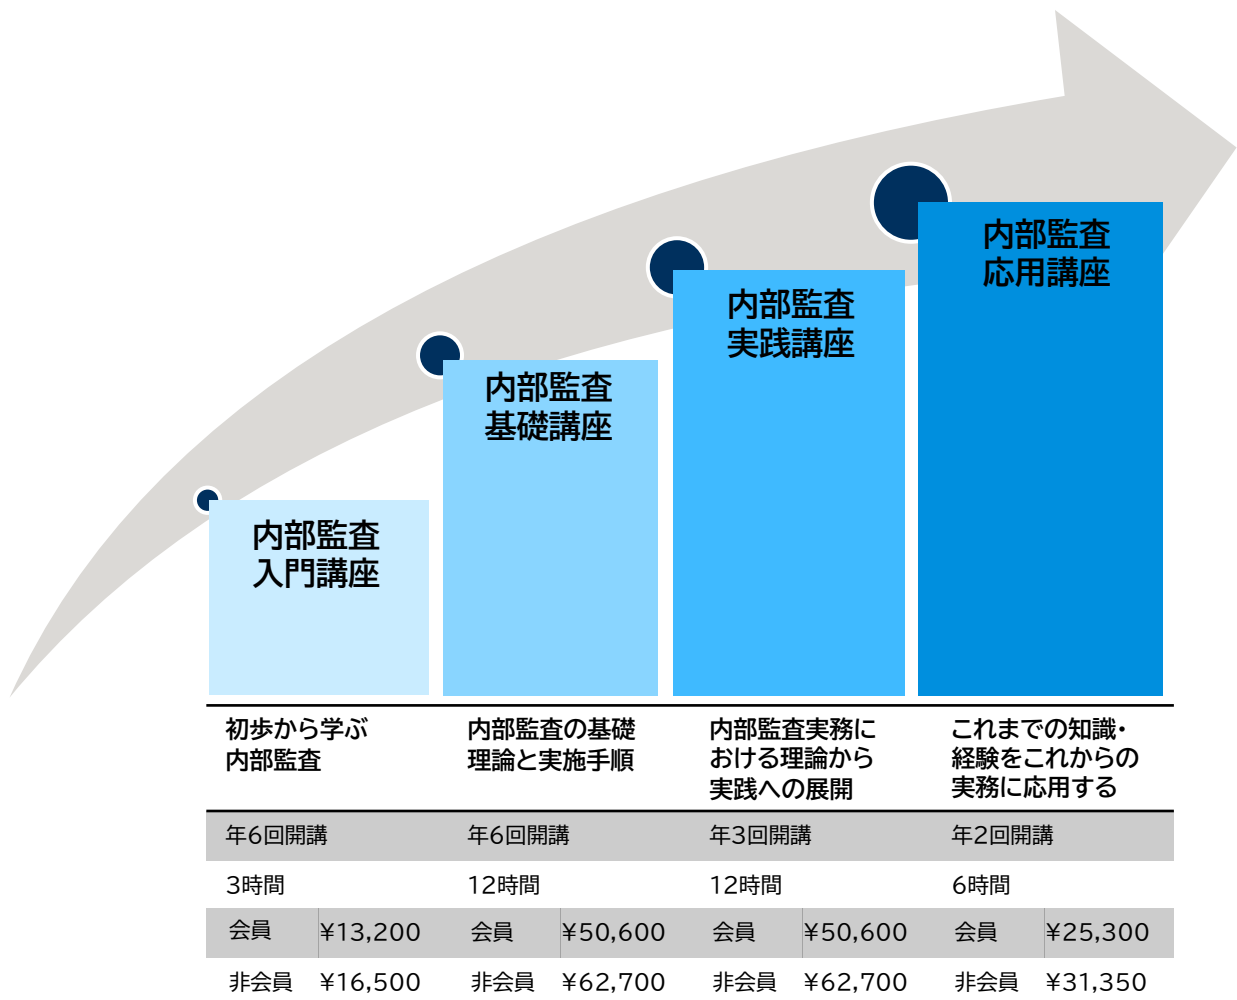 内部監査
入門講座
内部監査
基礎講座
内部監査
実践講座
内部監査
応用講座
初歩から学ぶ
内部監査
内部監査の基礎
理論と実施手順
内部監査実務に
おける理論から
実践への展開
これまでの知識・
経験をこれからの
実務に応用する
年6回開講
年6回開講
年3回開講
年2回開講
3時間
12時間
12時間
6時間
会員 ¥13,200
会員 ¥50,600
会員 ¥50,600
会員 ¥25,300
非会員 ¥16,500
非会員 ¥62,700
非会員 ¥62,700
非会員 ¥31,350